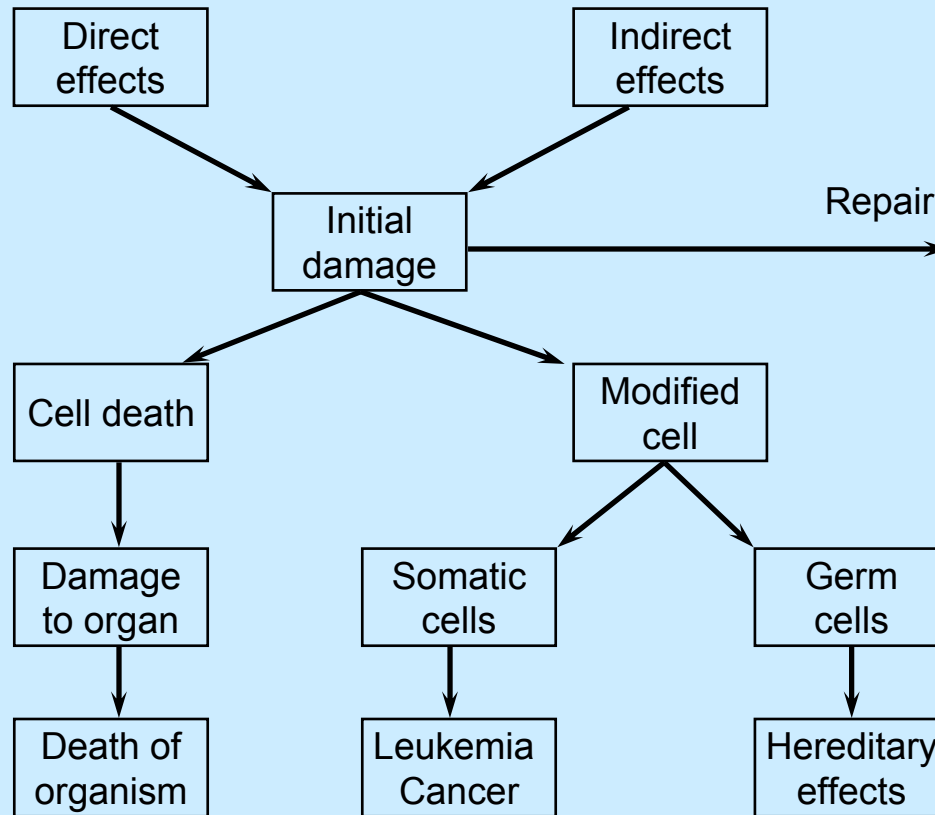 Direct
effects
Indirect
effects
Initial
damage
Repair
Cell death
Modified
cell
Damage
to organ
Somatic
cells
Germ
cells
Death of
organism
Leukemia
Cancer
Hereditary
effects